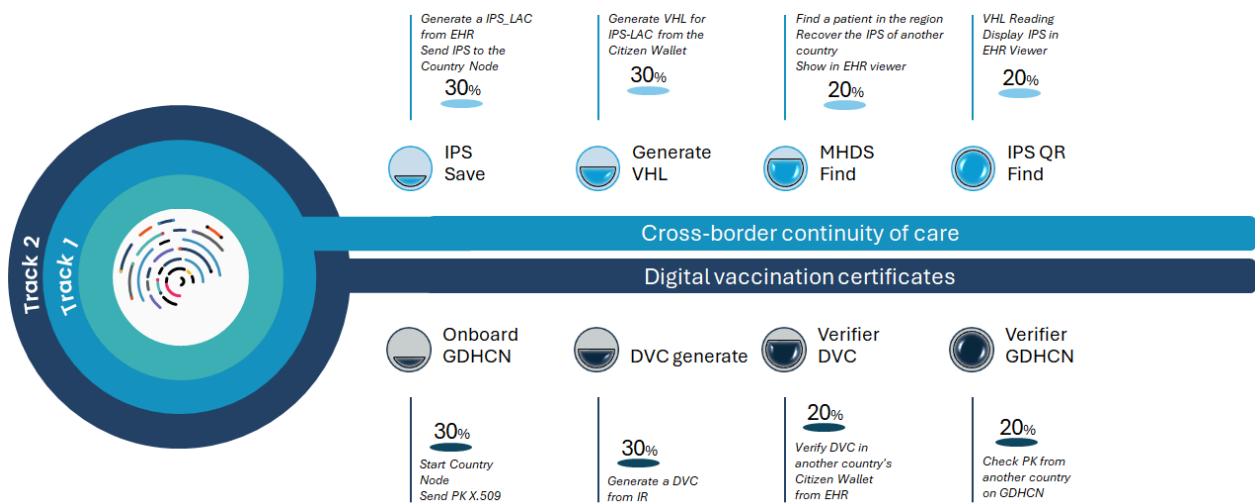 Generate a IPS_LAC
from EHR
Send IPS to the
Country Node
30%
Generate VHL for
IPS-LAC from the
Citizen Wallet
30%
Find a patient in the region
Recover the IPS of another
country
Show in EHR viewer
20%
VHL Reading
Display IPS in
EHR Viewer
20%
IPS
Save
Generate
VHL
MHDS
Find
IPS QR
Find
Track 2
Track 1
Cross-border continuity of care
Digital vaccination certificates
Onboard
GDHCN
DVC generate
Verifier
DVC
Verifier
GDHCN
30%
Start Country
Node
Send PK X.509
30%
Generate a DVC
from IR
20%
Verify DVC in
another country's
Citizen Wallet
from EHR
20%
Check PK from
another country
on GDHCN